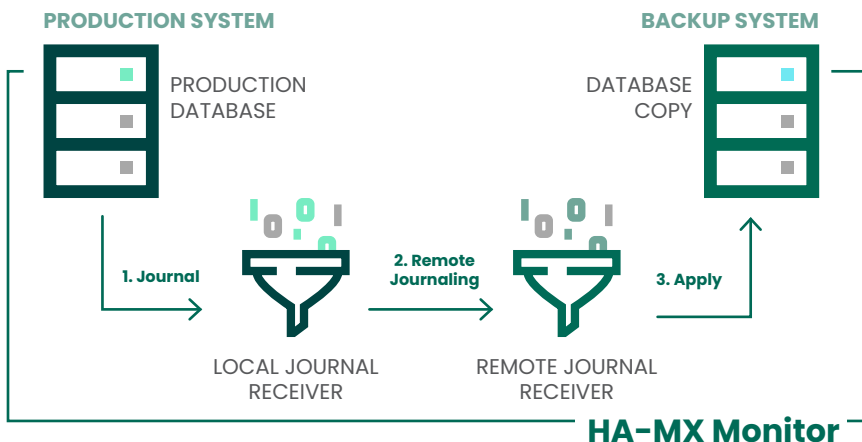 PRODUCTION SYSTEM
BACKUP SYSTEM
PRODUCTION
DATABASE
DATABASE
COPY
1. Journal
2. Remote
Journaling
3. Apply
LOCAL JOURNAL
RECEIVER
REMOTE JOURNAL
RECEIVER
HA-MX Monitor